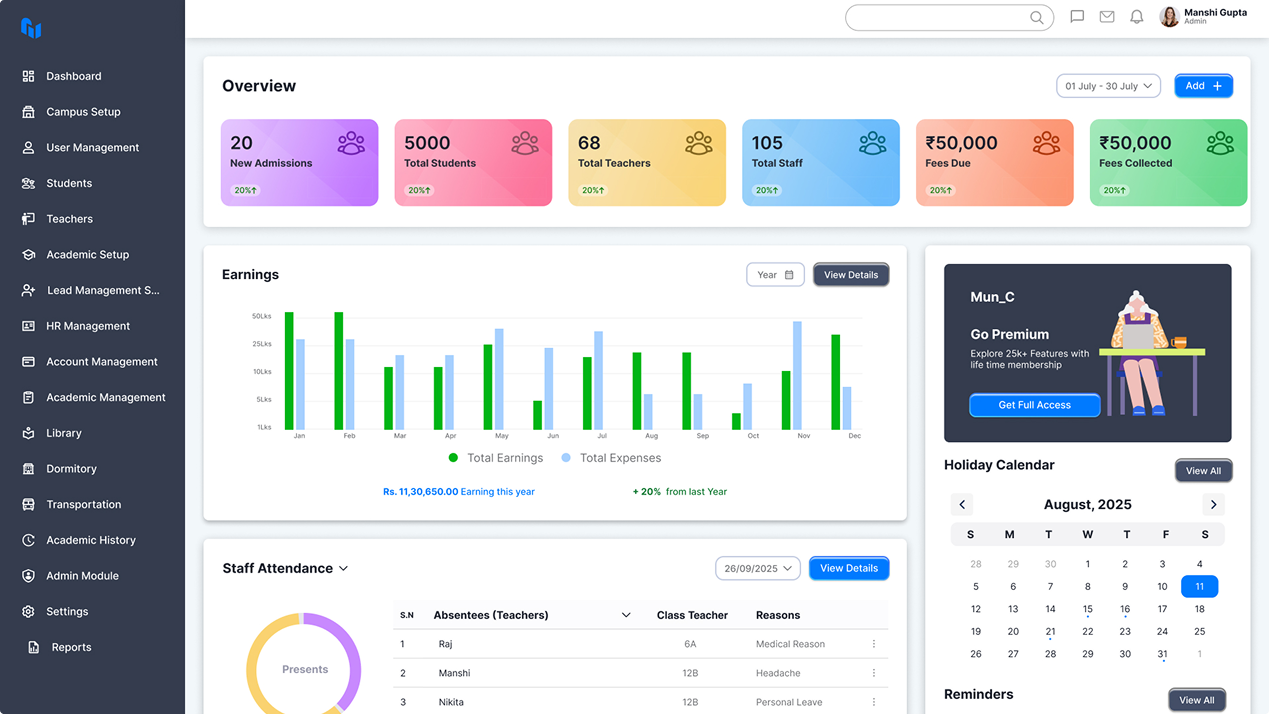 Manshi Gupta
Admin
Dashboard
Campus Setup
User Management
Students
Teachers
Academic Setup
Lead Management S...
HR Management
Account Management
Academic Management
Library
Dormitory
Transportation
Academic History
Admin Module
Settings
Reports
Overview
01 July - 30 July
Add +
20
New Admissions
20%↑
5000
Total Students
20%↑
68
Total Teachers
20%↑
105
Total Staff
20%↑
₹50,000
Fees Due
20%↑
₹50,000
Fees Collected
20%↑
Earnings
Year
View Details
50Lks
25Lks
10Lks
5Lks
1Lks
Jan Feb Mar Apr May Jun Jul Aug Sep Oct Nov Dec
Total Earnings Total Expenses
Rs. 11,30,650.00 Earning this year
+ 20% from last Year
Staff Attendance
26/09/2025
View Details
Presents
S.N Absentees (Teachers) Class Teacher Reasons
1 Raj 6A Medical Reason
2 Manshi 12B Headache
3 Nikita 12B Personal Leave
Mun_C
Go Premium
Explore 25k+ Features with
life time membership
Get Full Access
Holiday Calendar
View All
August, 2025
S M T W T F S
28 29 30 1 2 3 4
5 6 7 8 9 10 11
12 13 14 15 16 17 18
19 20 21 22 23 24 25
26 27 28 29 30 31 1
Reminders
View All